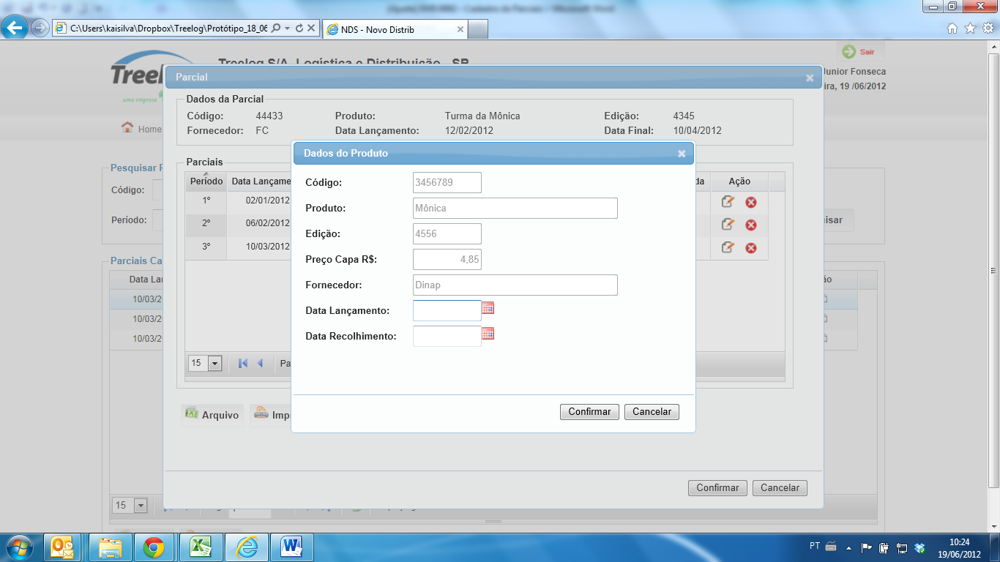 C:\Users\kaisilva\Dropbox\Treelog\Protótipo_18_06
NDS - Novo Distrib
Treelog S/A. Logística e Distribuição - SP
Sair
uma empresa
Junior Fonseca
19 /06/2012
Home
Parcial
Dados da Parcial
Código: 44433 Produto: Turma da Mônica Edição: 4345
Fornecedor: FC Data Lançamento: 12/02/2012 Data Final: 10/04/2012
Parciais
Período Data Lançame da Ação
1º 02/01/2012
2º 06/02/2012
3º 10/03/2012
15 Pa
Arquivo Imp
Confirmar Cancelar
Dados do Produto
Código: 3456789
Produto: Mônica
Edição: 4556
Preço Capa R$: 4,85
Fornecedor: Dinap
Data Lançamento:
Data Recolhimento:
Confirmar Cancelar
Pesquisar
Código:
Período: isar
Parciais Ca
Data Lan ão
10/03/2
10/03/2
10/03/2
15
PT
10:24
19/06/2012